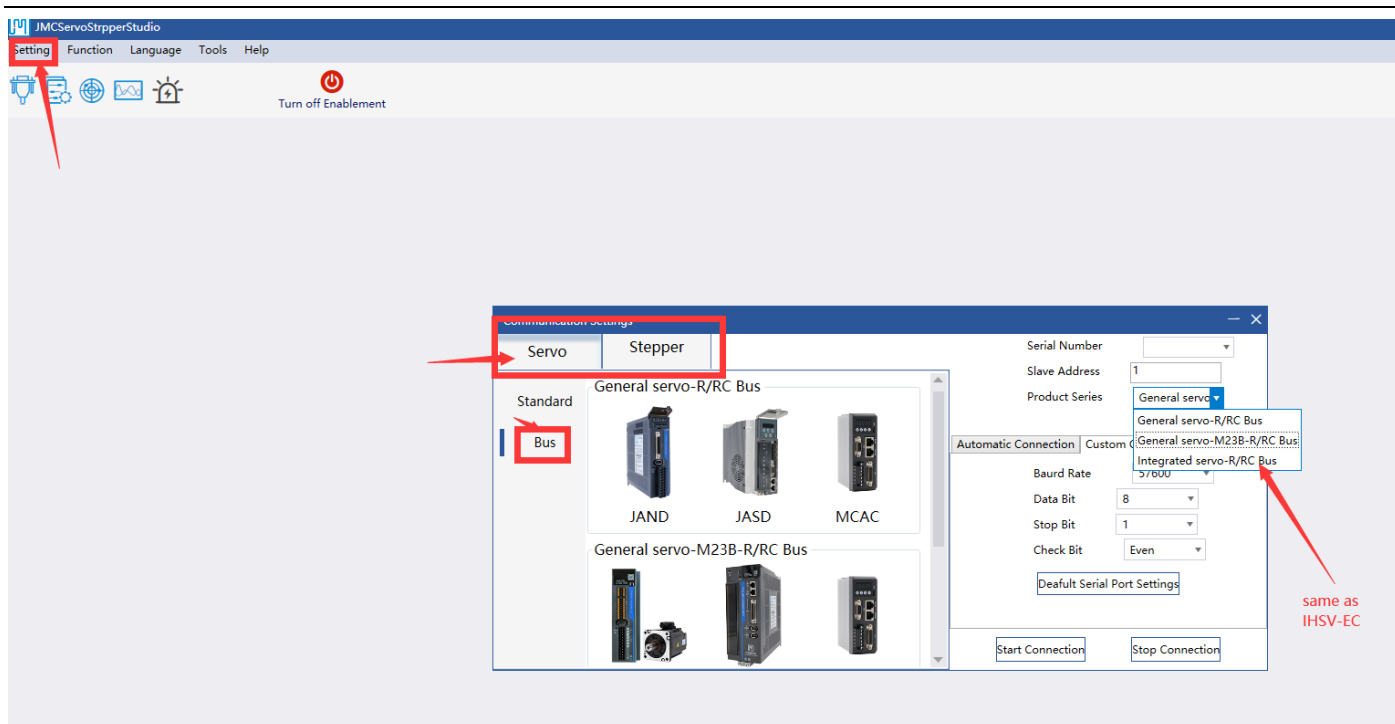 JMCServoStrpperStudio
Setting Function Language Tools Help
Turn off Enablement
Communication Settings
Servo
Stepper
Standard
Bus
General servo-R/RC Bus
JAND
JASD
MCAC
General servo-M23B-R/RC Bus
Serial Number
Slave Address 1
Product Series General servo
General servo-R/RC Bus
General servo-M23B-R/RC Bus
Integrated servo-R/RC Bus
Automatic Connection Custom
Baurd Rate 57600
Data Bit 8
Stop Bit 1
Check Bit Even
Deafult Serial Port Settings
Start Connection Stop Connection
same as
IHSV-EC